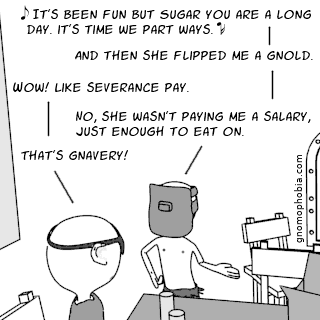 ♪IT'S BEEN FUN BUT SUGAR YOU ARE A LONG
DAY. IT'S TIME WE PART WAYS.♪
AND THEN SHE FLIPPED ME A GNOLD.
WOW! LIKE SEVERANCE PAY.
NO, SHE WASN'T PAYING ME A SALARY,
JUST ENOUGH TO EAT ON.
THAT'S GNAVERY!
gnomophobia.com